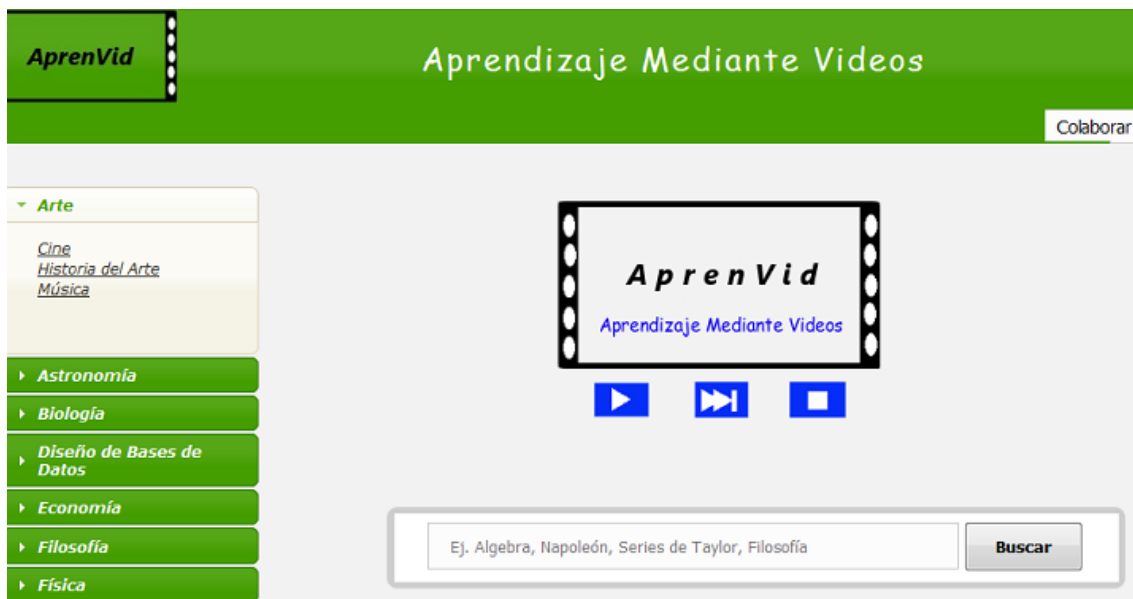 AprenVid
Aprendizaje Mediante Videos
Colaborar
Arte
Cine
Historia del Arte
Música
Astronomía
Biología
Diseño de Bases de
Datos
Economía
Filosofía
Física
AprenVid
Aprendizaje Mediante Videos
Ej. Algebra, Napoleón, Series de Taylor, Filosofía
Buscar